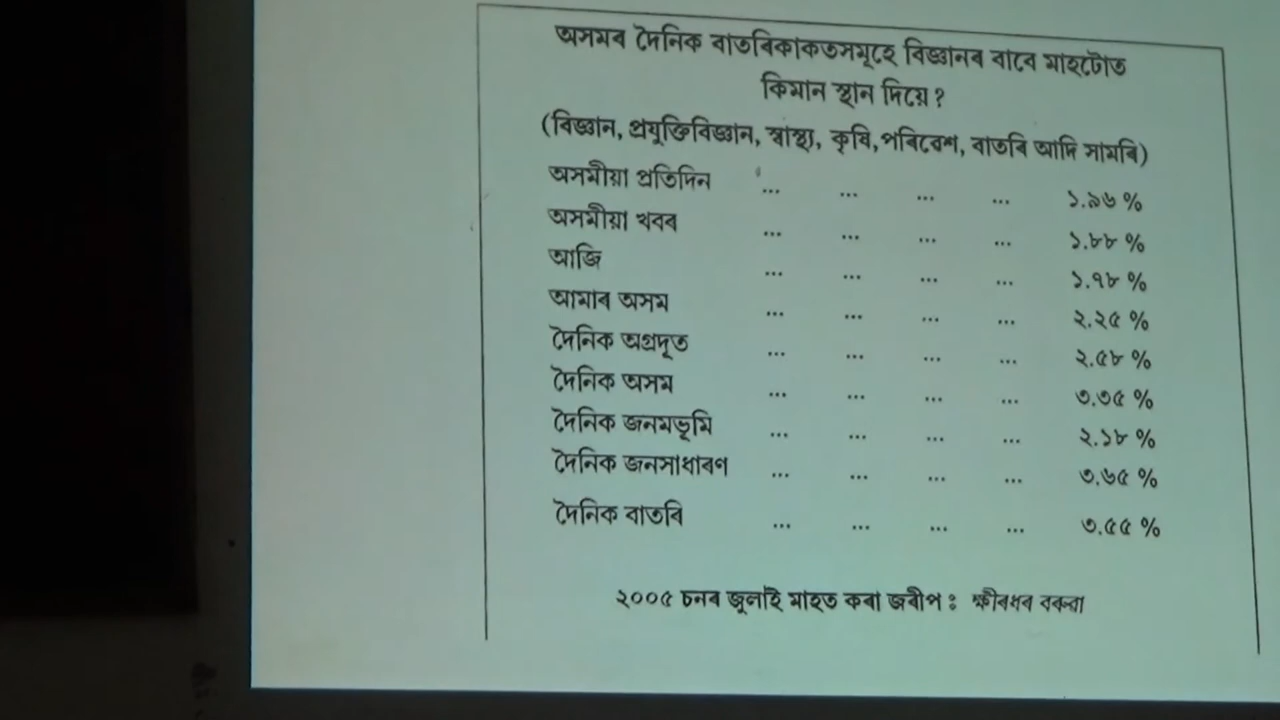 অসমৰ দৈনিক বাতৰিকাকতসমূহে বিজ্ঞানৰ বাবে মাহটোত
কিমান স্থান দিয়ে?
(বিজ্ঞান, প্ৰযুক্তিবিজ্ঞান, স্বাস্থ্য, কৃষি, পৰিৱেশ, বাতৰি আদি সামৰি)
অসমীয়া প্ৰতিদিন ... ... ... ... ১.৯৬ %
অসমীয়া খবৰ ... ... ... ... ১.৮৮ %
আজি ... ... ... ... ১.৭৮ %
আমাৰ অসম ... ... ... ... ২.২৫ %
দৈনিক অগ্ৰদূত ... ... ... ... ২.৫৮ %
দৈনিক অসম ... ... ... ... ৩.৩৫ %
দৈনিক জনমভূমি ... ... ... ... ২.১৮ %
দৈনিক জনসাধাৰণ ... ... ... ... ৩.৬৫ %
দৈনিক বাতৰি ... ... ... ... ৩.৫৫ %
২০০৫ চনৰ জুলাই মাহত কৰা জৰীপ : ক্ষীৰধৰ বৰুৱা